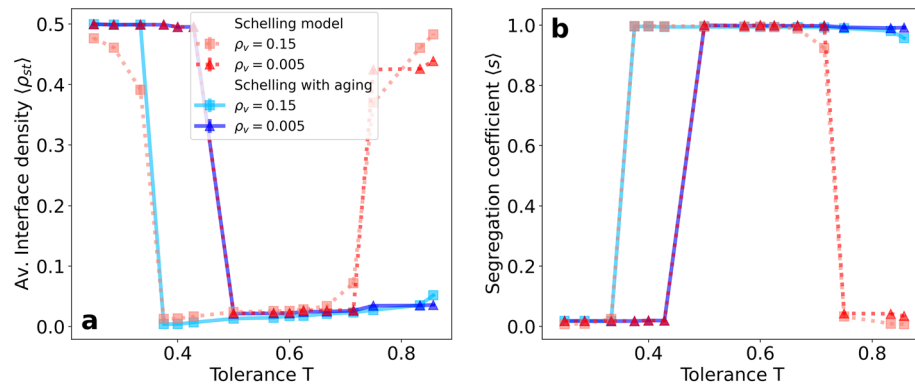 Av. Interface density ⟨ρst⟩
0.5
0.4
0.3
0.2
0.1
0.0
a
0.4
0.6
0.8
Tolerance T
Schelling model
ρv = 0.15
ρv = 0.005
Schelling with aging
ρv = 0.15
ρv = 0.005
Segregation coefficient ⟨s⟩
b
1.0
0.8
0.6
0.4
0.2
0.0
0.4
0.6
0.8
Tolerance T